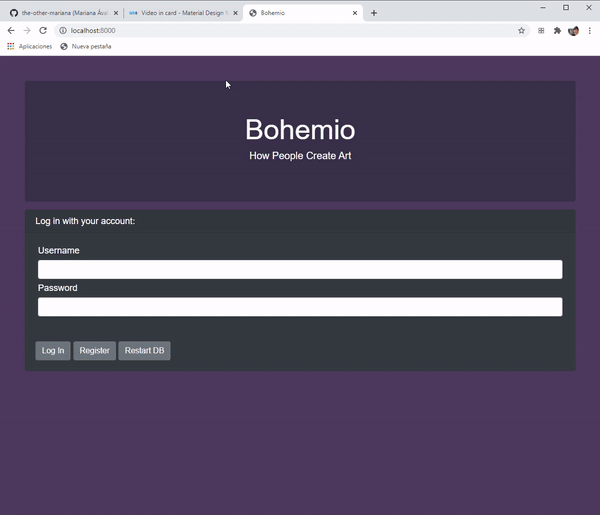 the-other-mariana (Mariana Ávalos
Video in card - Material Design
Bohemio
localhost:8000
Aplicaciones
Nueva pestaña
Bohemio
How People Create Art
Log in with your account:
Username
Password
Log In
Register
Restart DB